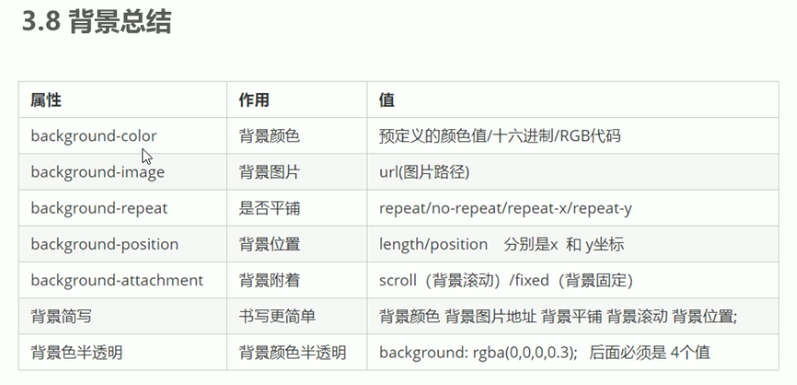 3.8 背景总结
属性 作用 值
background-color 背景颜色 预定义的颜色值/十六进制/RGB代码
background-image 背景图片 url(图片路径)
background-repeat 是否平铺 repeat/no-repeat/repeat-x/repeat-y
background-position 背景位置 length/position 分别是x 和 y坐标
background-attachment 背景附着 scroll（背景滚动）/fixed（背景固定）
背景简写 书写更简单 背景颜色 背景图片地址 背景平铺 背景滚动 背景位置;
背景色半透明 背景颜色半透明 background: rgba(0,0,0,0.3); 后面必须是 4个值